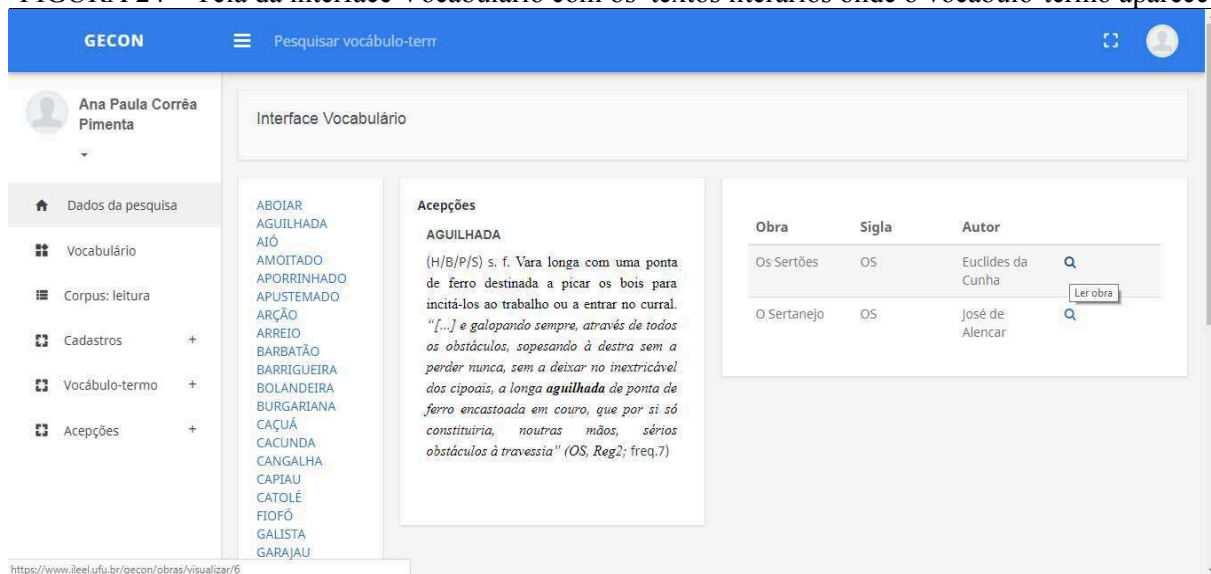 FIGURA 24 – Tela da interface Vocabulário com os textos literários onde o vocábulo-termo aparece
GECON
Pesquisar vocábulo-term
Ana Paula Corrêa
Pimenta
Dados da pesquisa
Vocabulário
Corpus: leitura
Cadastros +
Vocábulo-termo +
Acepções +
Interface Vocabulário
ABOIAR
AGUILHADA
AIÓ
AMOITADO
APORRINHADO
APUSTEMADO
ARÇÃO
ARREIO
BARBATÃO
BARRIGUEIRA
BOLANDEIRA
BURGARIANA
CAÇUÁ
CACUNDA
CANGALHA
CAPIAU
CATOLÉ
FIOFÓ
GALISTA
GARAJAU
Acepções
AGUILHADA
(H/B/P/S) s. f. Vara longa com uma ponta
de ferro destinada a picar os bois para
incitá-los ao trabalho ou a entrar no curral.
"[...] e galopando sempre, através de todos
os obstáculos, sopesando à destra sem a
perder nunca, sem a deixar no inextricável
dos cipoais, a longa aguilhada de ponta de
ferro encastoada em couro, que por si só
constituiria, noutras mãos, sérios
obstáculos à travessia" (OS, Reg2; freq.7)
Obra Sigla Autor
Os Sertões OS Euclides da
Cunha
Ler obra
O Sertanejo OS José de
Alencar
https://www.ileel.ufu.br/gecon/obras/visualizar/6